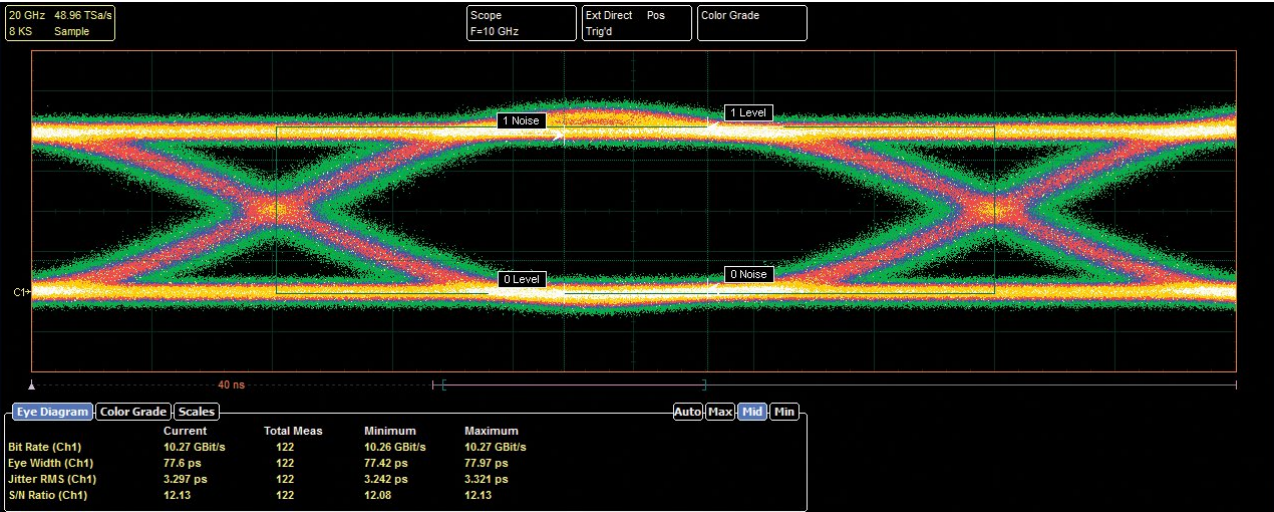 20 GHz 48.96 TSa/s
8 KS Sample
Scope
F=10 GHz
Ext Direct Pos
Trig'd
Color Grade
1 Noise
1 Level
0 Level
0 Noise
C1
40 ns
Eye Diagram Color Grade Scales Auto Max Mid Min
Current Total Meas Minimum Maximum
Bit Rate (Ch1) 10.27 GBit/s 122 10.26 GBit/s 10.27 GBit/s
Eye Width (Ch1) 77.6 ps 122 77.42 ps 77.97 ps
Jitter RMS (Ch1) 3.297 ps 122 3.242 ps 3.321 ps
S/N Ratio (Ch1) 12.13 122 12.08 12.13